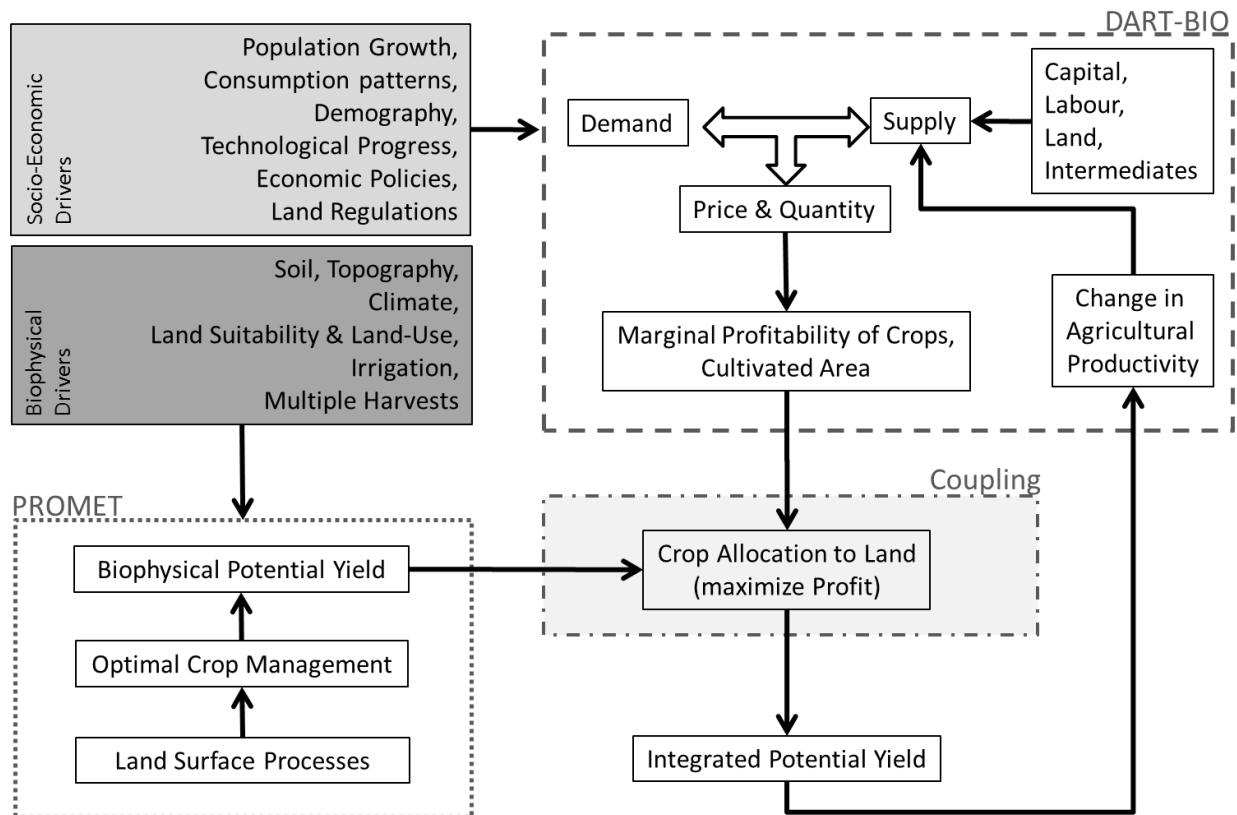 Socio-Economic
Drivers
Population Growth,
Consumption patterns,
Demography,
Technological Progress,
Economic Policies,
Land Regulations
Biophysical
Drivers
Soil, Topography,
Climate,
Land Suitability & Land-Use,
Irrigation,
Multiple Harvests
DART-BIO
Demand
Supply
Capital,
Labour,
Land,
Intermediates
Price & Quantity
Marginal Profitability of Crops,
Cultivated Area
Change in
Agricultural
Productivity
PROMET
Biophysical Potential Yield
Optimal Crop Management
Land Surface Processes
Coupling
Crop Allocation to Land
(maximize Profit)
Integrated Potential Yield